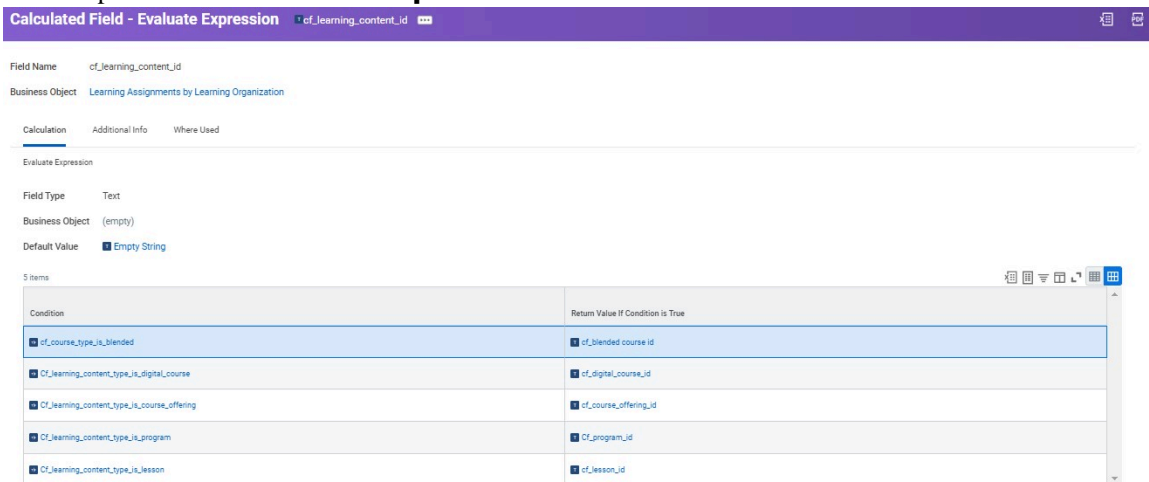 Calculated Field - Evaluate Expression cf_learning_content_id
Field Name cf_learning_content_id
Business Object Learning Assignments by Learning Organization
Calculation Additional Info Where Used
Evaluate Expression
Field Type Text
Business Object (empty)
Default Value Empty String
5 items
Condition Return Value If Condition is True
cf_course_type_is_blended cf_blended course id
Cf_learning_content_type_is_digital_course cf_digital_course_id
Cf_learning_content_type_is_course_offering cf_course_offering_id
Cf_learning_content_type_is_program Cf_program_id
Cf_learning_content_type_is_lesson cf_lesson_id